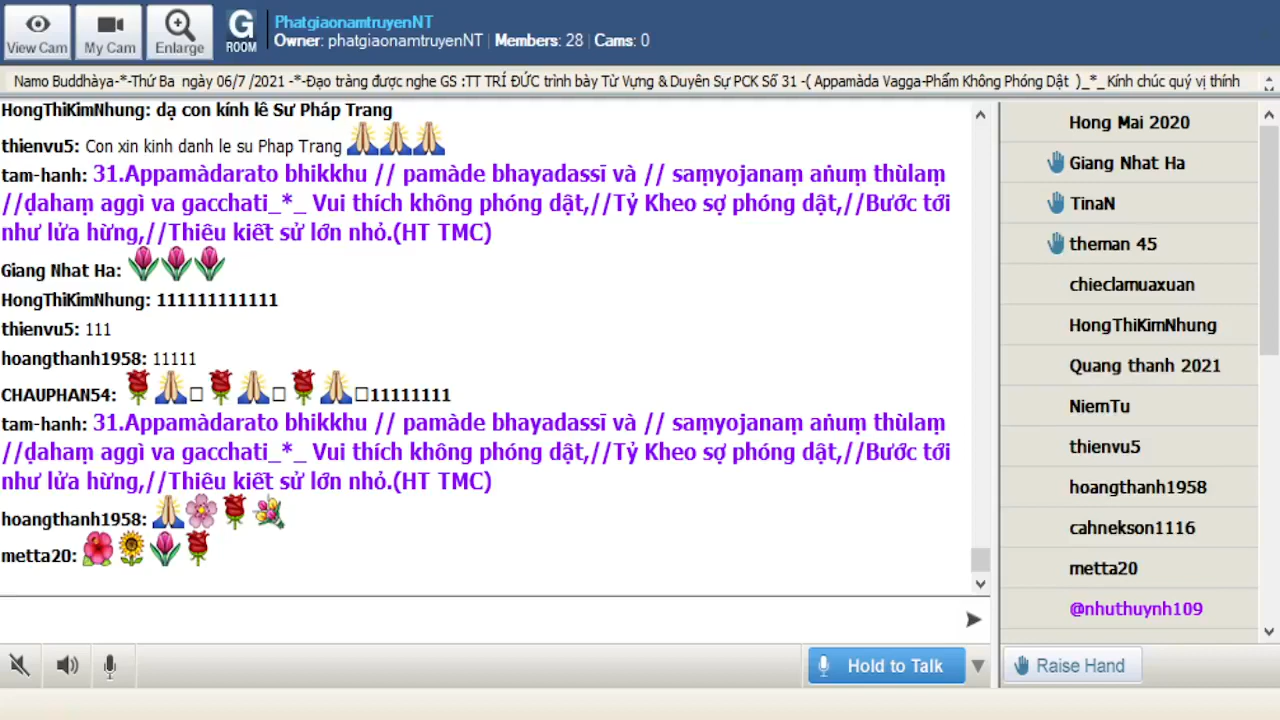 View Cam
My Cam
Enlarge
G
ROOM
PhatgiaonamtruyenNT
Owner: phatgiaonamtruyenNT | Members: 28 | Cams: 0
Namo Buddhàya-*-Thứ Ba ngày 06/7 /2021 -*-Đạo tràng được nghe GS :TT TRÍ ĐỨC trình bày Từ Vựng & Duyên Sự PCK Số 31 -( Appamàda Vagga-Phẩm Không Phóng Dật )_*_Kính chúc quý vị thính
HongThiKimNhung: dạ con kính lễ Sư Pháp Trang
thienvu5: Con xin kinh danh le su Phap Trang
tam-hanh: 31.Appamàdarato bhikkhu // pamàde bhayadassī và // saṃyojanaṃ aṅuṃ thùlaṃ
//ḍahaṃ aggì va gacchati_*_ Vui thích không phóng dật,//Tỷ Kheo sợ phóng dật,//Bước tới
như lửa hừng,//Thiêu kiết sử lớn nhỏ.(HT TMC)
Giang Nhat Ha:
HongThiKimNhung: 111111111111
thienvu5: 111
hoangthanh1958: 11111
CHAUPHAN54: 11111111
tam-hanh: 31.Appamàdarato bhikkhu // pamàde bhayadassī và // saṃyojanaṃ aṅuṃ thùlaṃ
//ḍahaṃ aggì va gacchati_*_ Vui thích không phóng dật,//Tỷ Kheo sợ phóng dật,//Bước tới
như lửa hừng,//Thiêu kiết sử lớn nhỏ.(HT TMC)
hoangthanh1958:
metta20:
Hong Mai 2020
Giang Nhat Ha
TinaN
theman 45
chieclamuaxuan
HongThiKimNhung
Quang thanh 2021
NiemTu
thienvu5
hoangthanh1958
cahnekson1116
metta20
@nhuthuynh109
Hold to Talk
Raise Hand